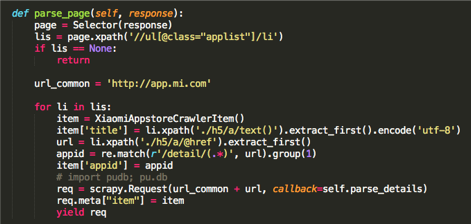 def parse_page(self, response):
page = Selector(response)
lis = page.xpath('//ul[@class="applist"]/li')
if lis == None:
return
url_common = 'http://app.mi.com'
for li in lis:
item = XiaomiAppstoreCrawlerItem()
item['title'] = li.xpath('./h5/a/text()').extract_first().encode('utf-8')
url = li.xpath('./h5/a/@href').extract_first()
appid = re.match(r'/detail/(.*)', url).group(1)
item['appid'] = appid
# import pudb; pu.db
req = scrapy.Request(url_common + url, callback=self.parse_details)
req.meta["item"] = item
yield req